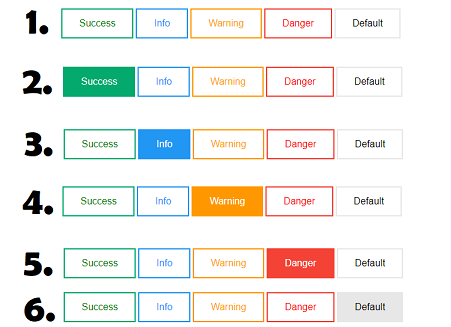 1. Success Info Warning Danger Default
2. Success Info Warning Danger Default
3. Success Info Warning Danger Default
4. Success Info Warning Danger Default
5. Success Info Warning Danger Default
6. Success Info Warning Danger Default